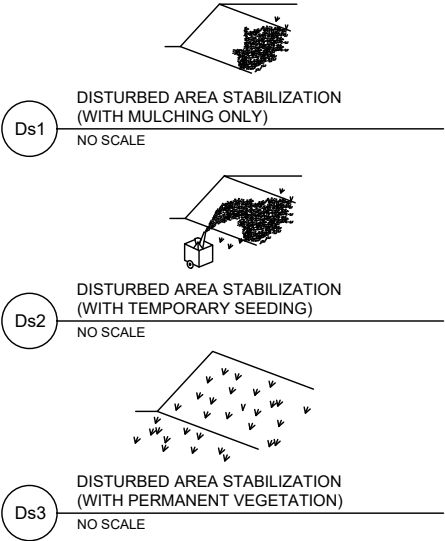 DISTURBED AREA STABILIZATION
(WITH MULCHING ONLY)
Ds1
NO SCALE
DISTURBED AREA STABILIZATION
(WITH TEMPORARY SEEDING)
Ds2
NO SCALE
DISTURBED AREA STABILIZATION
(WITH PERMANENT VEGETATION)
Ds3
NO SCALE